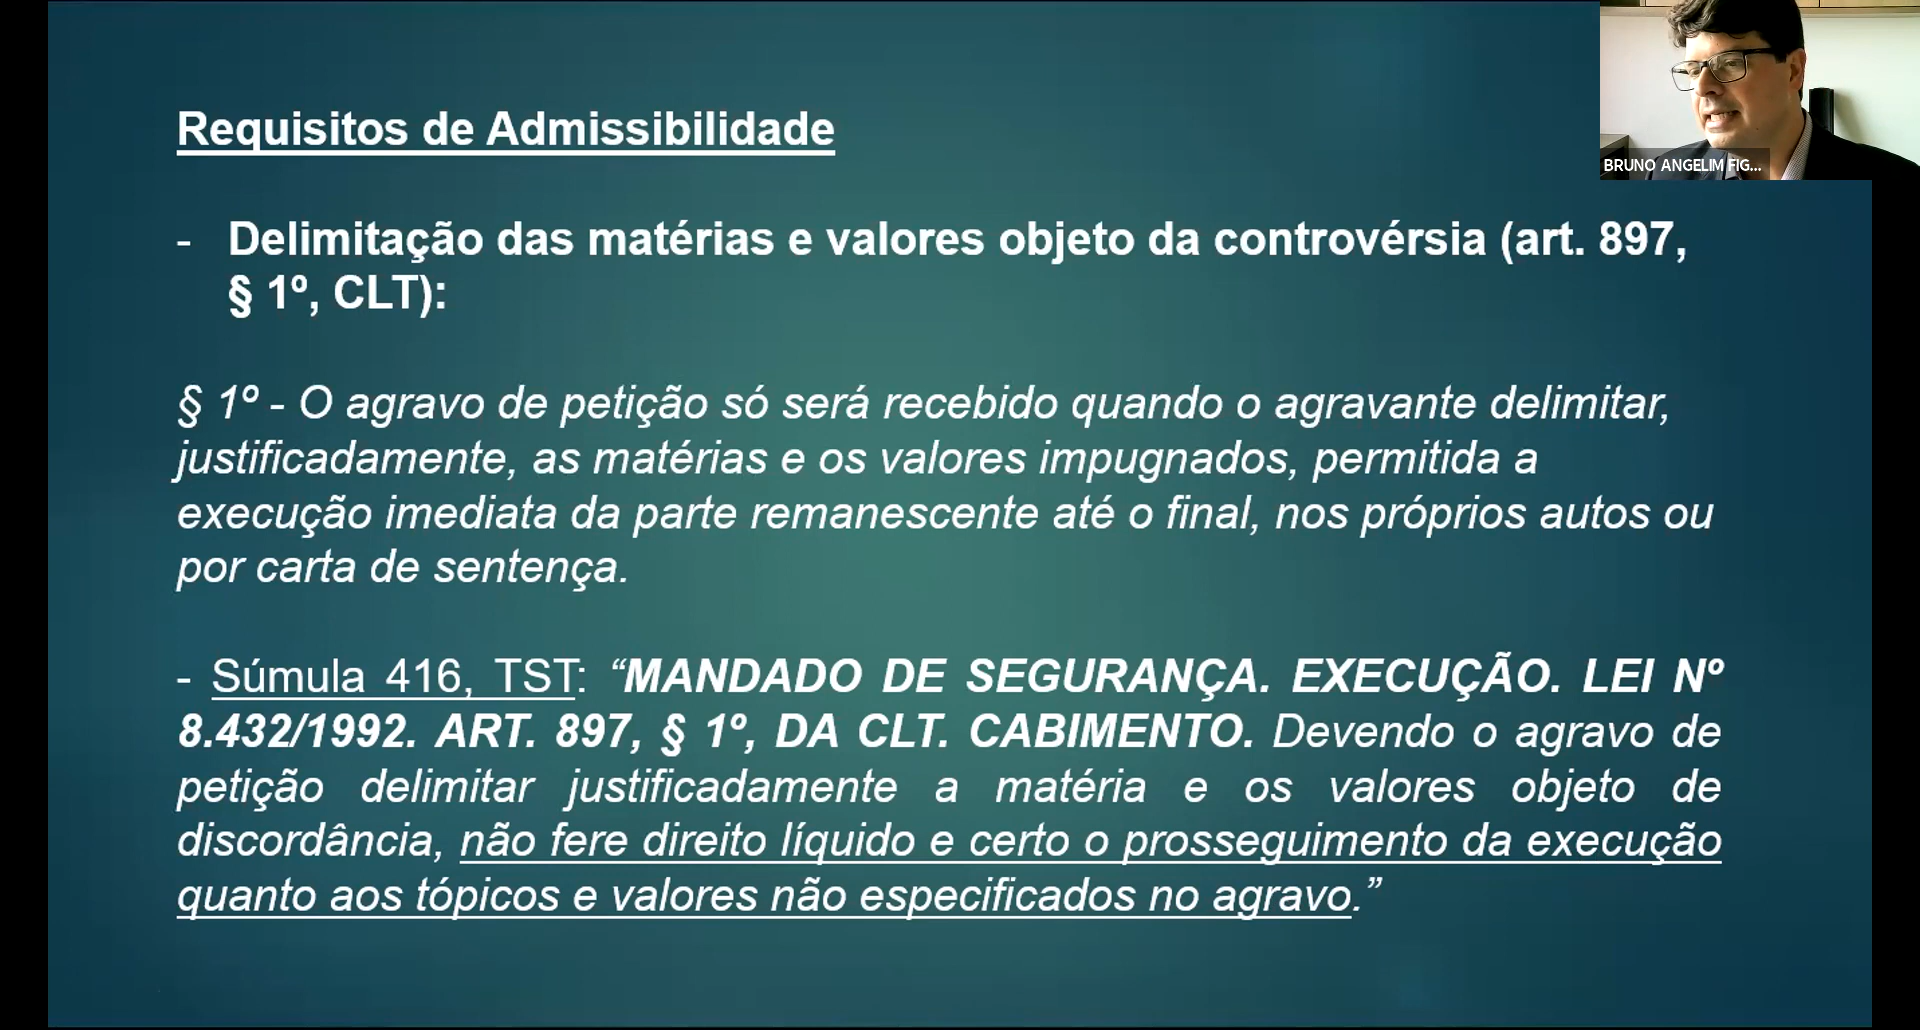 Requisitos de Admissibilidade
BRUNO ANGELIM FIG...
- Delimitação das matérias e valores objeto da controvérsia (art. 897,
§ 1º, CLT):
§ 1º - O agravo de petição só será recebido quando o agravante delimitar,
justificadamente, as matérias e os valores impugnados, permitida a
execução imediata da parte remanescente até o final, nos próprios autos ou
por carta de sentença.
- Súmula 416, TST: “MANDADO DE SEGURANÇA. EXECUÇÃO. LEI Nº
8.432/1992. ART. 897, § 1º, DA CLT. CABIMENTO. Devendo o agravo de
petição delimitar justificadamente a matéria e os valores objeto de
discordância, não fere direito líquido e certo o prosseguimento da execução
quanto aos tópicos e valores não especificados no agravo.”